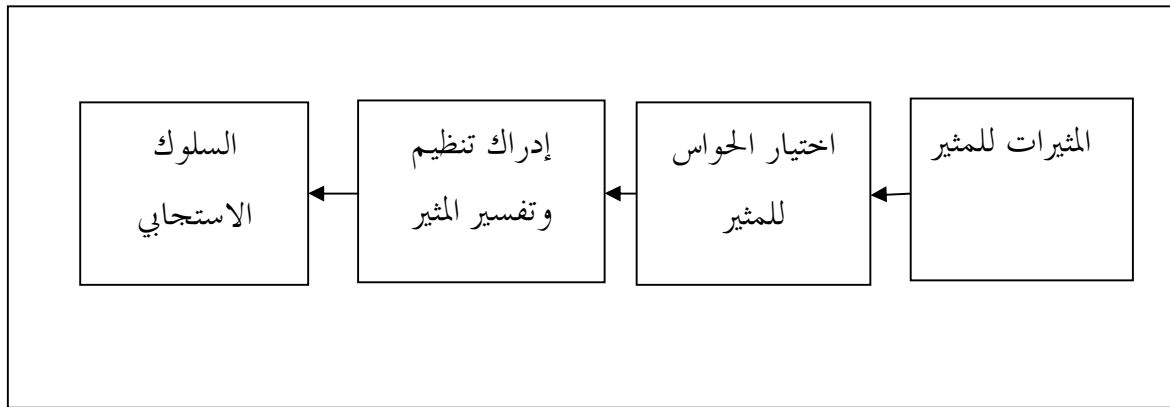 المثيرات للمثير
اختيار الحواس
للمثير
إدراك تنظيم
وتفسير المثير
السلوك
الاستجابي